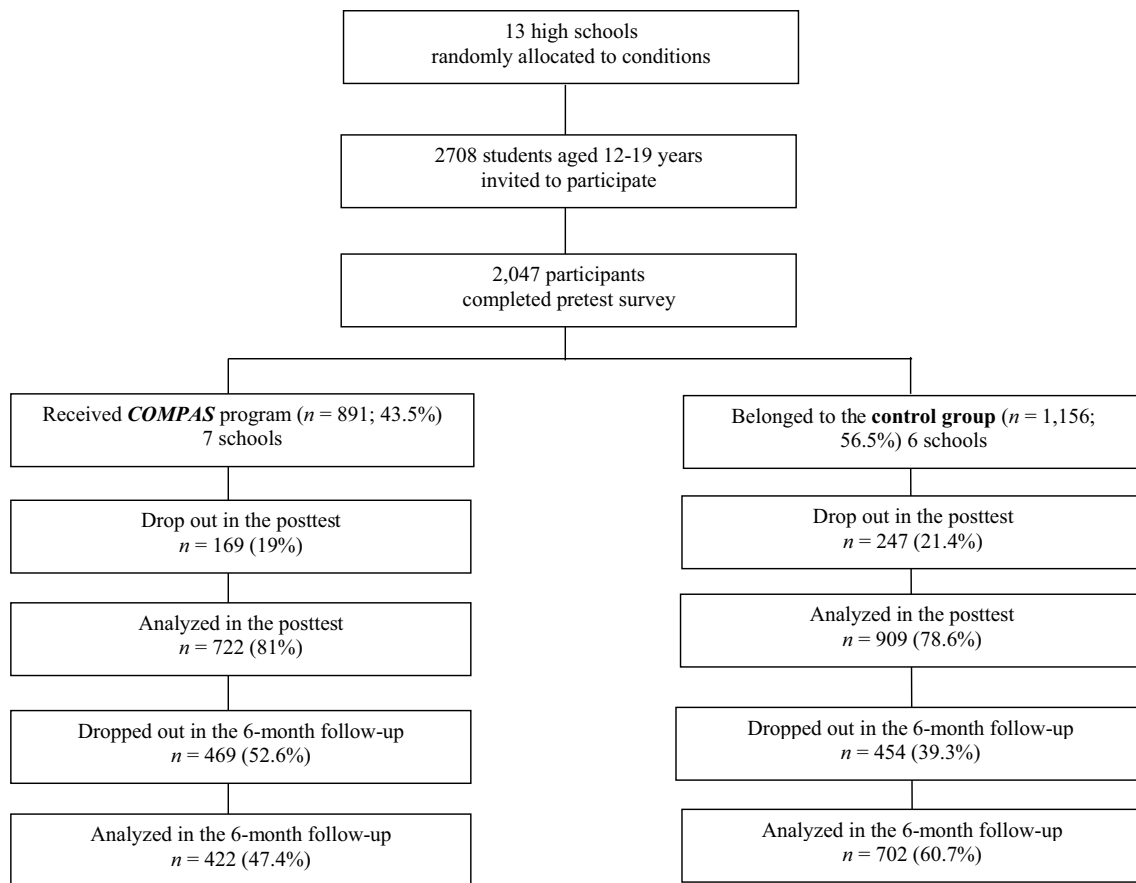 13 high schools
randomly allocated to conditions
2708 students aged 12-19 years
invited to participate
2,047 participants
completed pretest survey
Received COMPAS program (n = 891; 43.5%)
7 schools
Drop out in the posttest
n = 169 (19%)
Analyzed in the posttest
n = 722 (81%)
Dropped out in the 6-month follow-up
n = 469 (52.6%)
Analyzed in the 6-month follow-up
n = 422 (47.4%)
Belonged to the control group (n = 1,156;
56.5%) 6 schools
Drop out in the posttest
n = 247 (21.4%)
Analyzed in the posttest
n = 909 (78.6%)
Dropped out in the 6-month follow-up
n = 454 (39.3%)
Analyzed in the 6-month follow-up
n = 702 (60.7%)